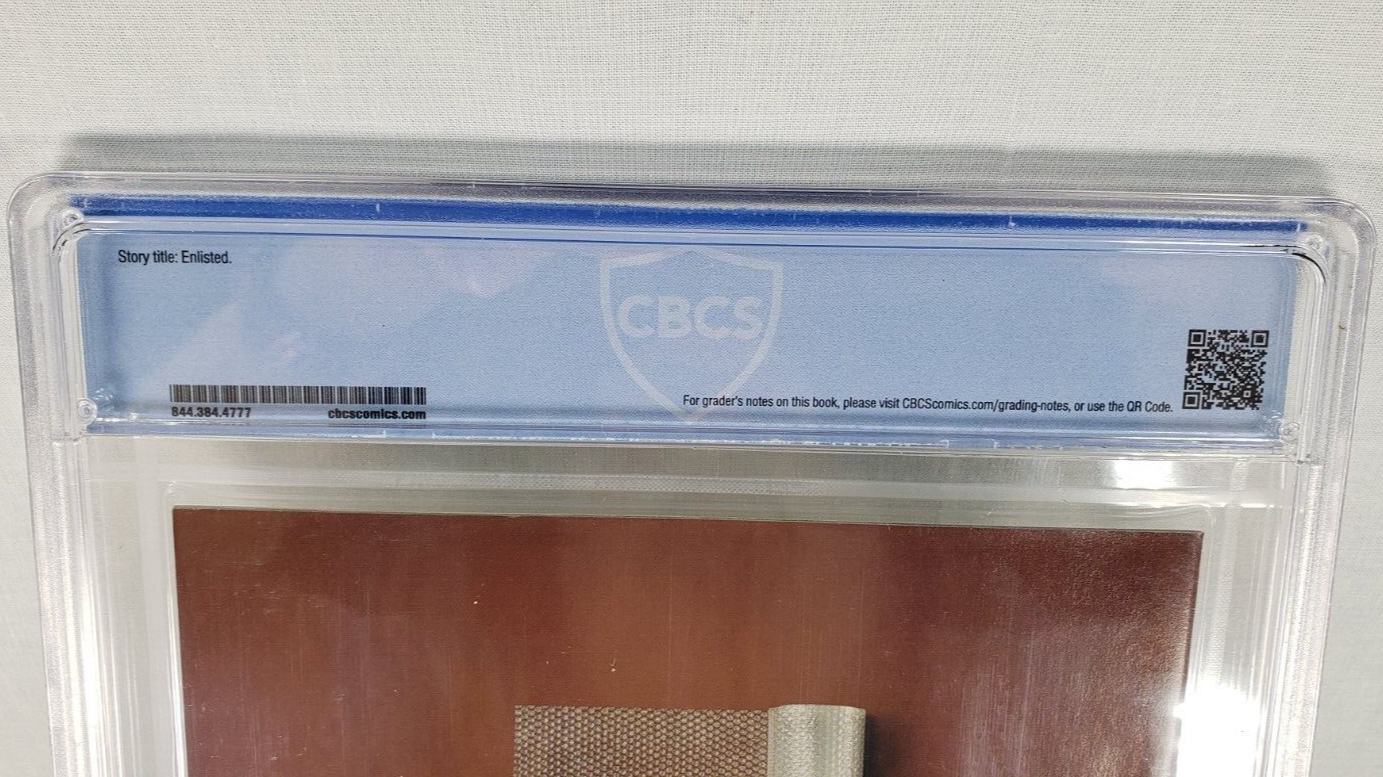 Story title: Enlisted.
CBCS
844.384.4777 cbcscomics.com
For grader's notes on this book, please visit CBCScomics.com/grading-notes, or use the QR Code.